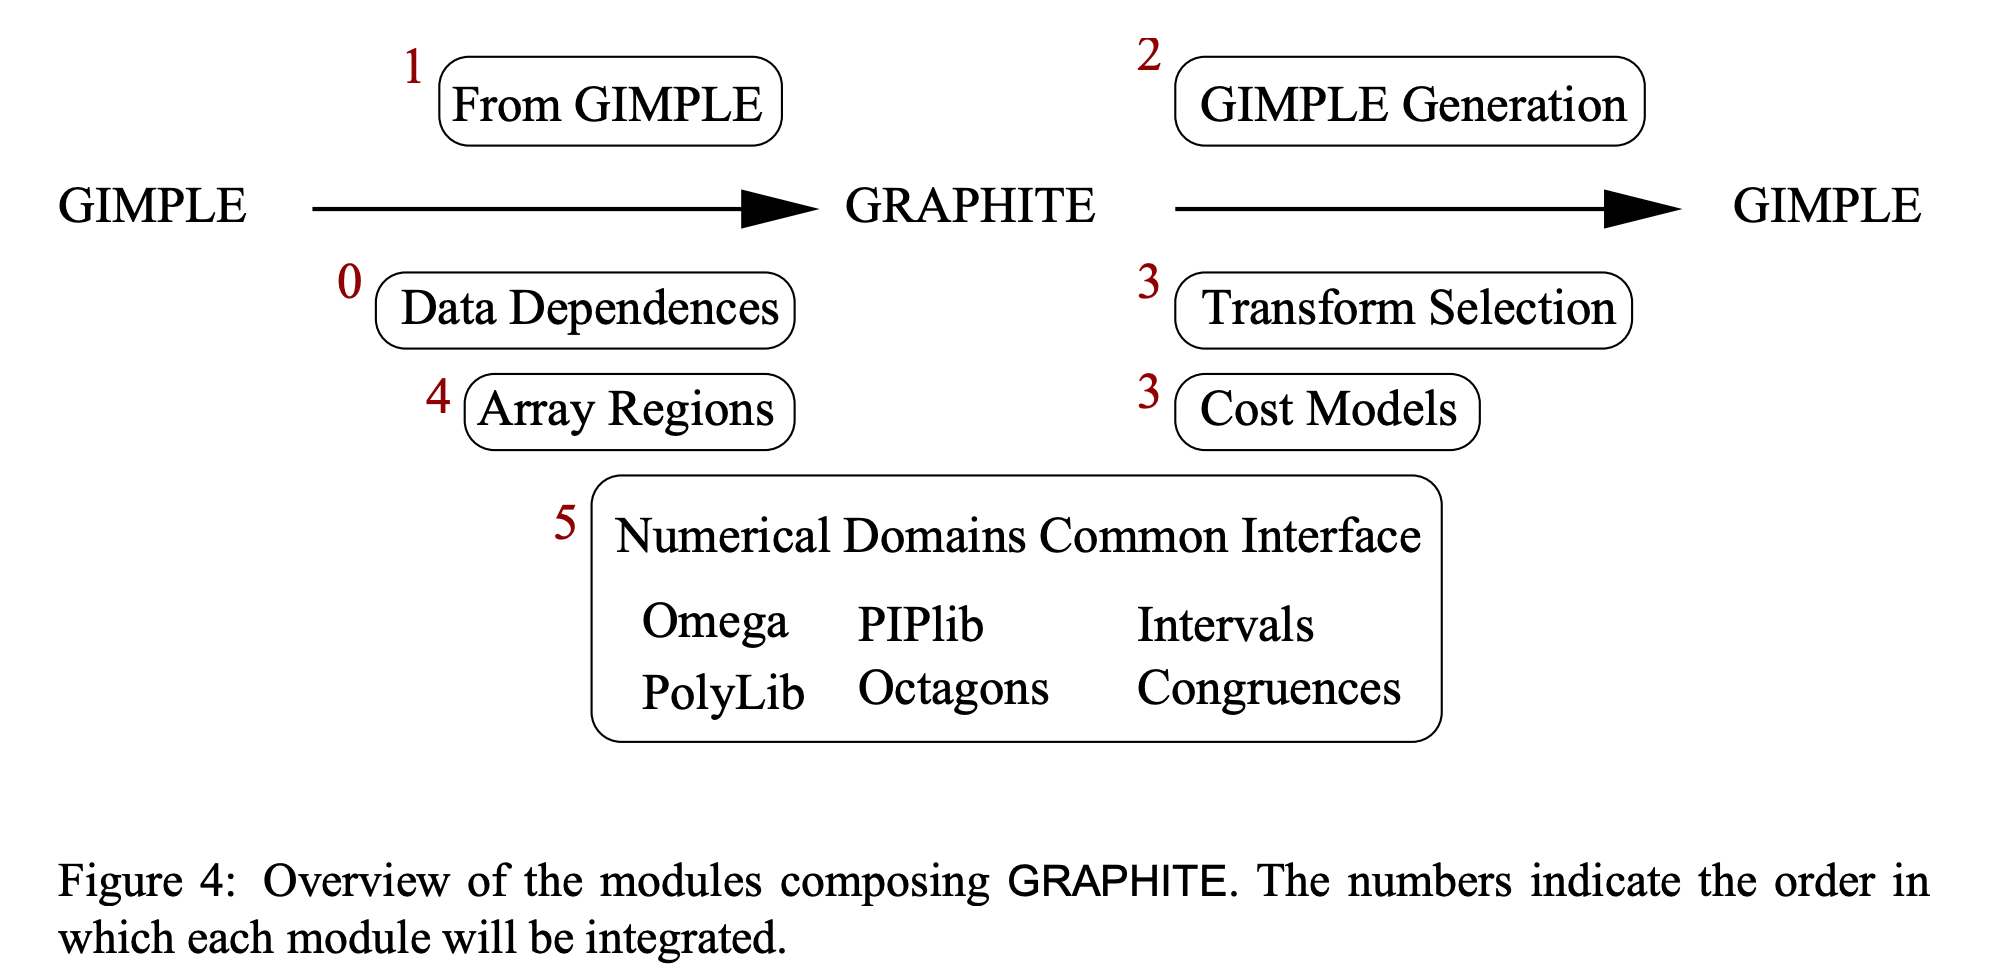 1 From GIMPLE
2 GIMPLE Generation
GIMPLE GRAPHITE GIMPLE
0 Data Dependences
3 Transform Selection
4 Array Regions
3 Cost Models
5 Numerical Domains Common Interface
Omega PIPlib Intervals
PolyLib Octagons Congruences
Figure 4: Overview of the modules composing GRAPHITE. The numbers indicate the order in
which each module will be integrated.